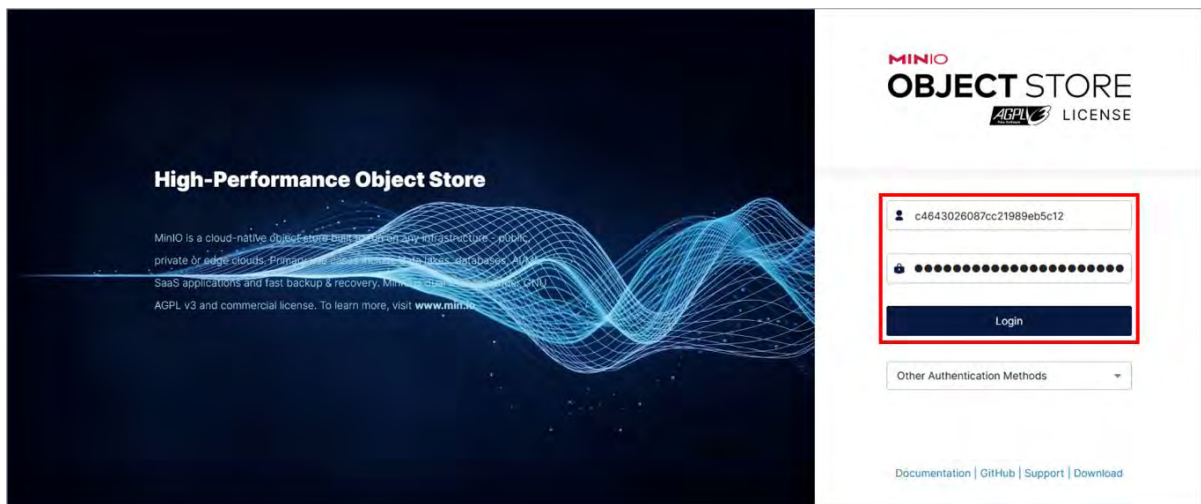 High-Performance Object Store
MinIO is a cloud-native object store built to run on any infrastructure - public,
private or edge clouds. Primary use cases include data lakes, databases, AI/ML,
SaaS applications and fast backup & recovery. MinIO is dual GNU
AGPL v3 and commercial license. To learn more, visit www.min.io
MINIO
OBJECT STORE
AGPLv3 LICENSE
c4643026087cc21989eb5c12
Login
Other Authentication Methods
Documentation | GitHub | Support | Download